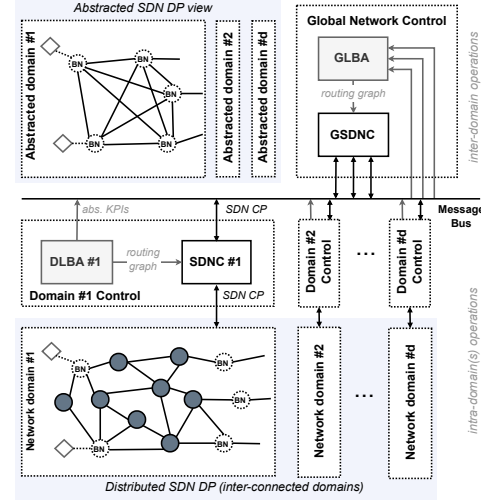 Abstracted SDN DP view
Abstracted domain #1
BN
BN
BN
BN
BN
Abstracted domain #2
Abstracted domain #d
Global Network Control
GLBA
routing graph
GSDNC
inter-domain operations
Message
Bus
abs. KPIs
SDN CP
DLBA #1
routing
graph
SDNC #1
Domain #1 Control
SDN CP
Domain #2
Control
...
Domain #d
Control
intra-domain(s) operations
Network domain #1
BN
BN
BN
BN
BN
Network domain #2
...
Network domain #d
Distributed SDN DP (inter-connected domains)